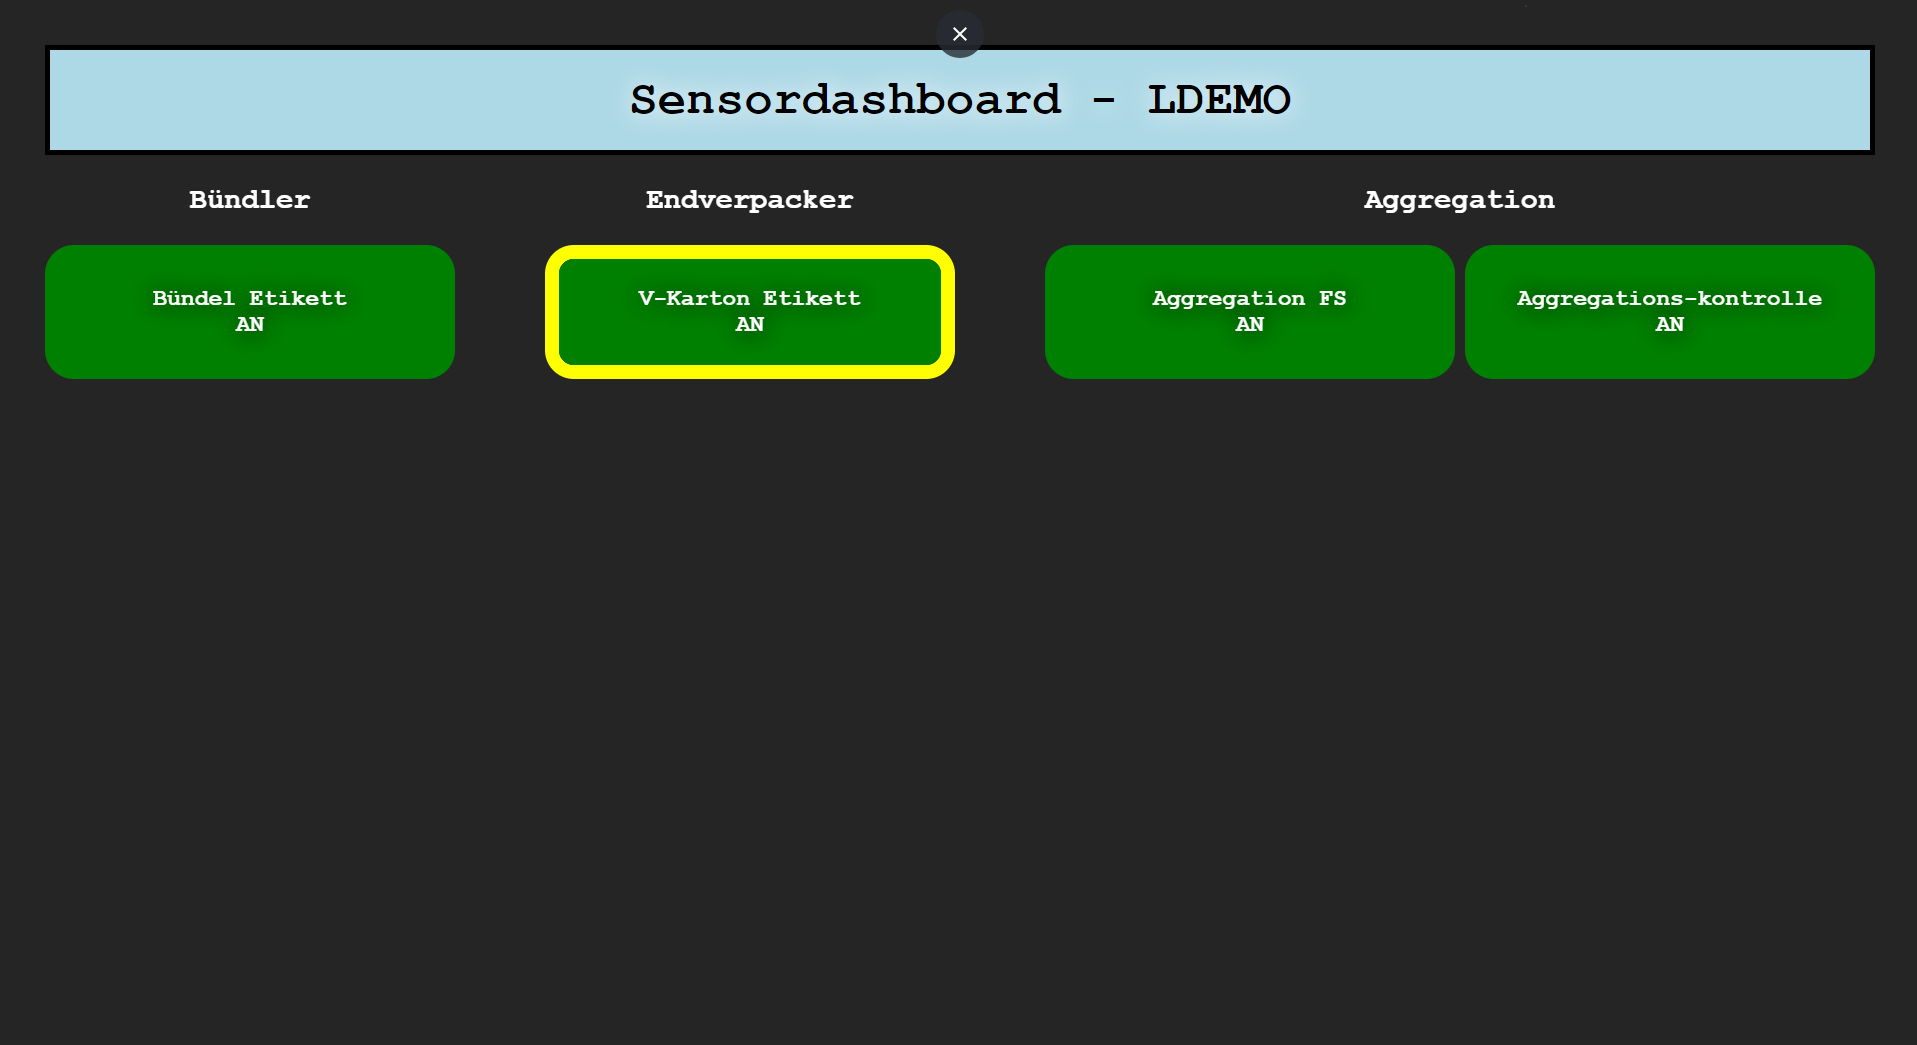 Sensordashboard - LDEMO
Bündler
Endverpacker
Aggregation
Bündel Etikett
AN
V-Karton Etikett
AN
Aggregation FS
AN
Aggregations-kontrolle
AN